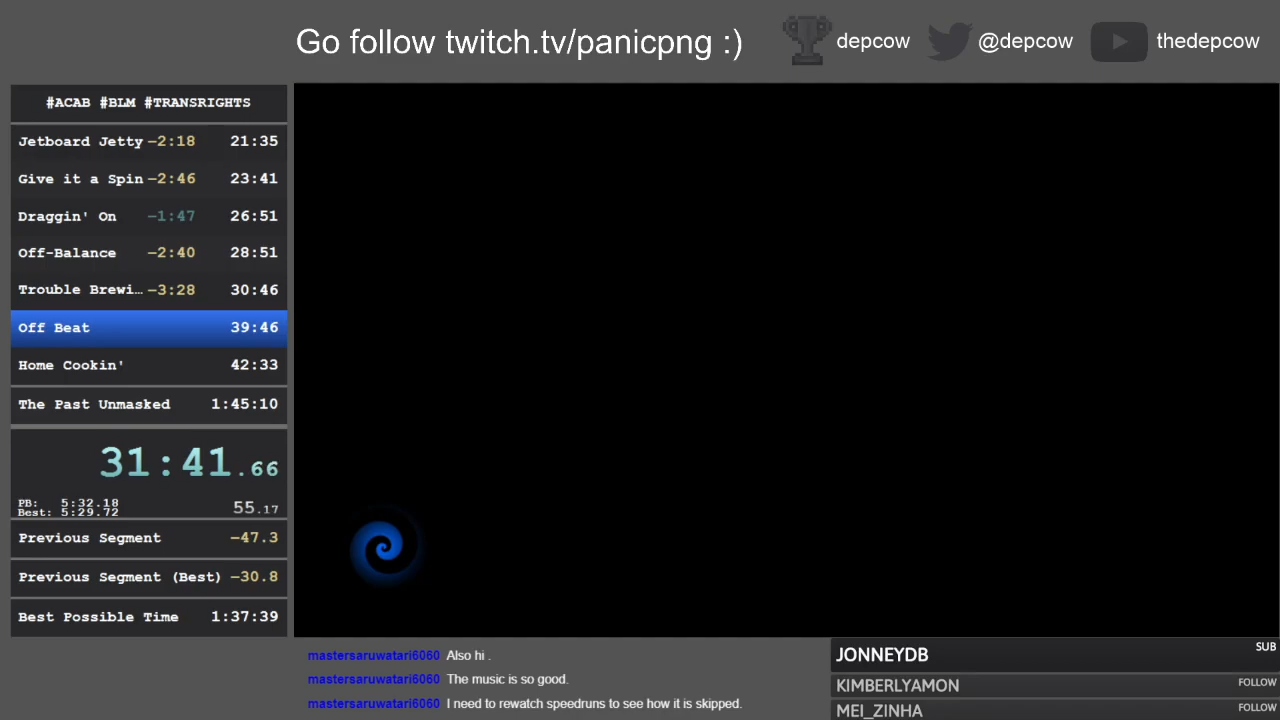 Go follow twitch.tv/panicpng :)
depcow
@depcow
thedepcow
#ACAB #BLM #TRANSRIGHTS
Jetboard Jetty -2:18 21:35
Give it a Spin -2:46 23:41
Draggin' On -1:47 26:51
Off-Balance -2:40 28:51
Trouble Brewi… -3:28 30:46
Off Beat 39:46
Home Cookin' 42:33
The Past Unmasked 1:45:10
31:41.66
PB: 5:32.18
Best: 5:29.72
55.17
Previous Segment -47.3
Previous Segment (Best) -30.8
Best Possible Time 1:37:39
mastersaruwatari6060 Also hi .
mastersaruwatari6060 The music is so good.
mastersaruwatari6060 I need to rewatch speedruns to see how it is skipped.
JONNEYDB SUB
KIMBERLYAMON FOLLOW
MEI_ZINHA FOLLOW